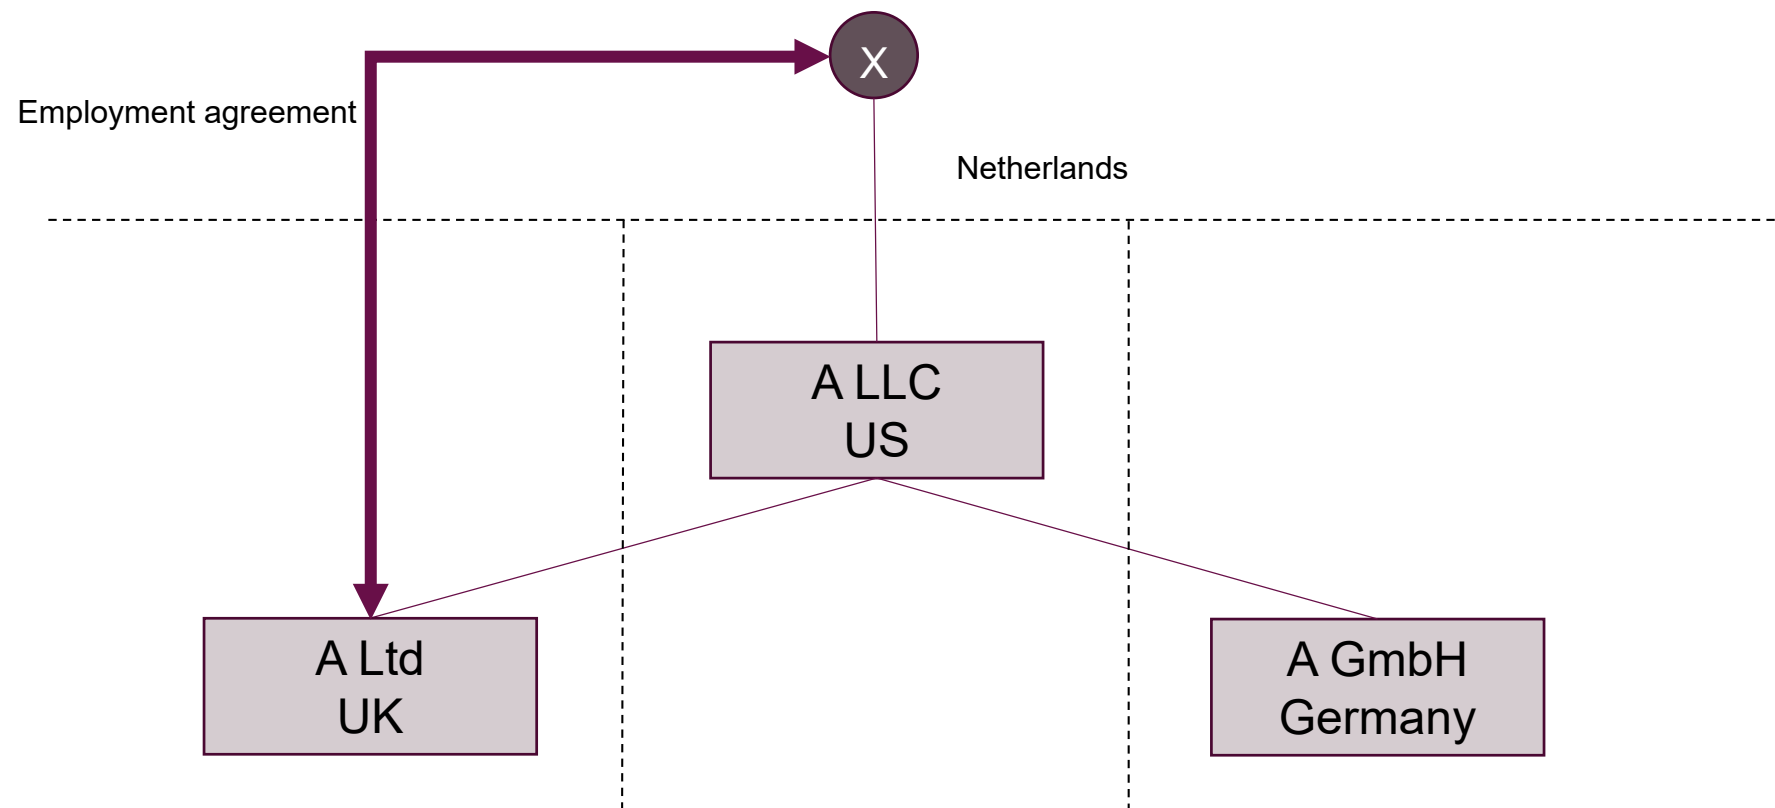 X
Employment agreement
Netherlands
A LLC
US
A Ltd
UK
A GmbH
Germany